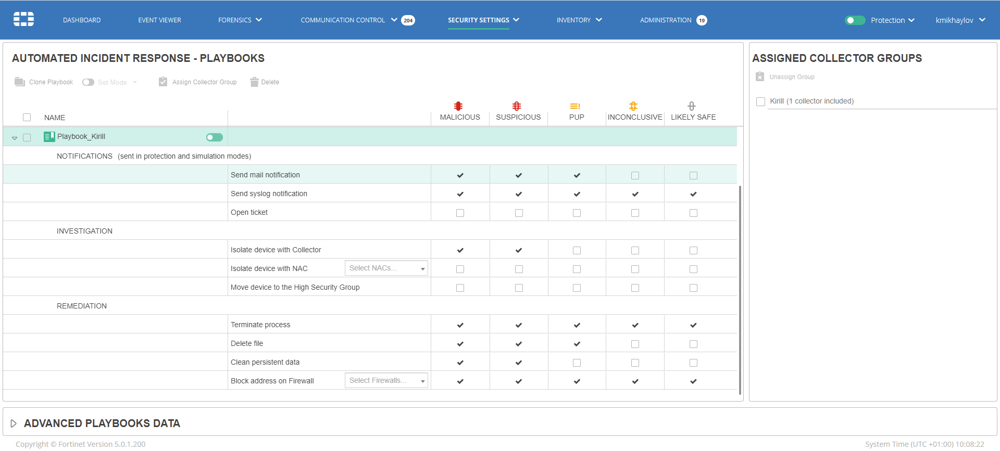 DASHBOARD EVENT VIEWER FORENSICS COMMUNICATION CONTROL 204 SECURITY SETTINGS INVENTORY ADMINISTRATION 19 Protection kmikhaylov
AUTOMATED INCIDENT RESPONSE - PLAYBOOKS
Clone Playbook Set Mode Assign Collector Group Delete
NAME MALICIOUS SUSPICIOUS PUP INCONCLUSIVE LIKELY SAFE
Playbook_Kirill
NOTIFICATIONS (sent in protection and simulation modes)
Send mail notification
Send syslog notification
Open ticket
INVESTIGATION
Isolate device with Collector
Isolate device with NAC Select NACs...
Move device to the High Security Group
REMEDIATION
Terminate process
Delete file
Clean persistent data
Block address on Firewall Select Firewalls...
ASSIGNED COLLECTOR GROUPS
Unassign Group
Kirill (1 collector included)
ADVANCED PLAYBOOKS DATA
Copyright © Fortinet Version 5.0.1.200 System Time (UTC +01:00) 10:08:22